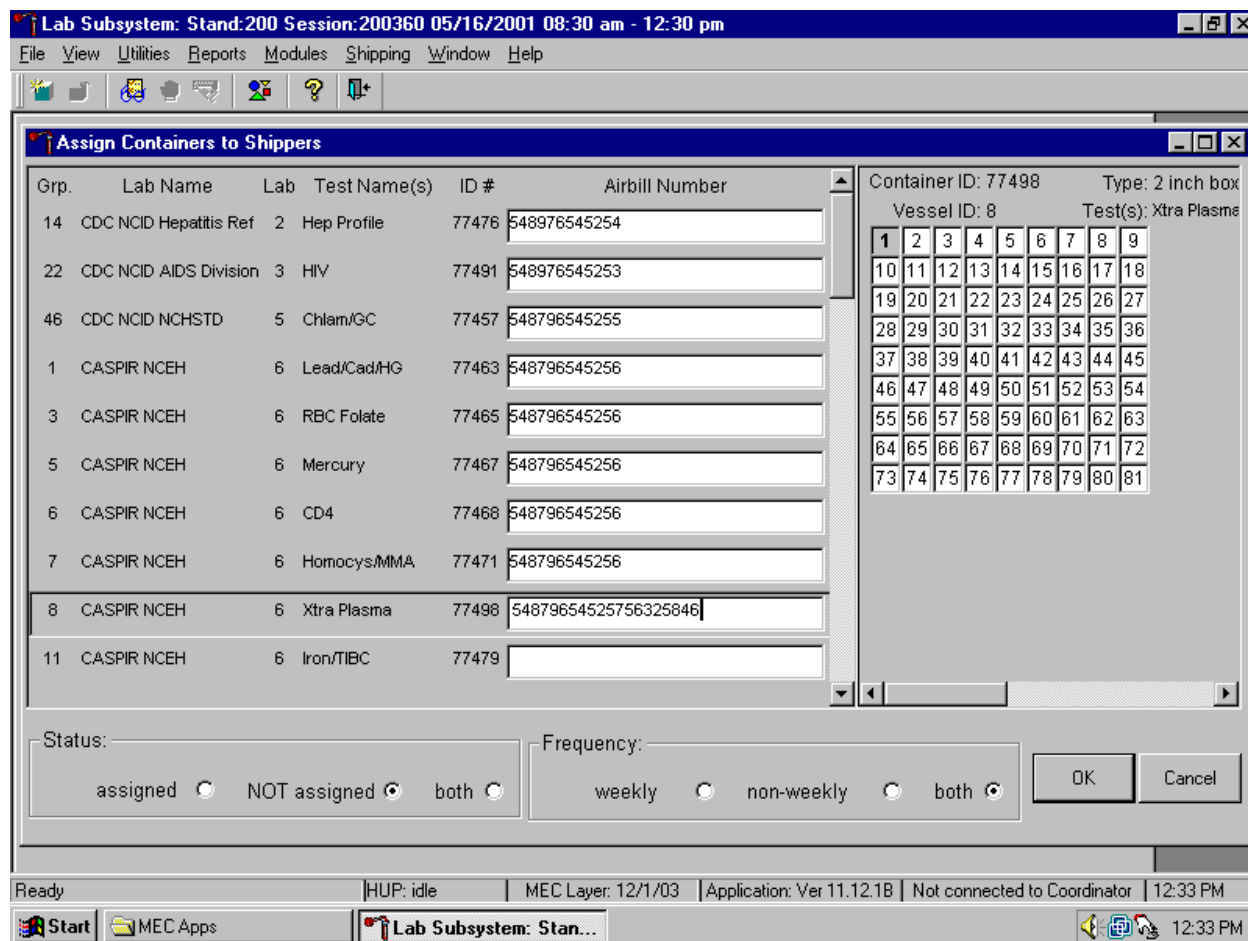 Lab Subsystem: Stand:200 Session:200360 05/16/2001 08:30 am - 12:30 pm
File View Utilities Reports Modules Shipping Window Help
Assign Containers to Shippers
Grp. Lab Name Lab Test Name(s) ID # Airbill Number
14 CDC NCID Hepatitis Ref 2 Hep Profile 77476 548976545254
22 CDC NCID AIDS Division 3 HIV 77491 548976545253
46 CDC NCID NCHSTD 5 Chlam/GC 77457 548796545255
1 CASPIR NCEH 6 Lead/Cad/HG 77463 548796545256
3 CASPIR NCEH 6 RBC Folate 77465 548796545256
5 CASPIR NCEH 6 Mercury 77467 548796545256
6 CASPIR NCEH 6 CD4 77468 548796545256
7 CASPIR NCEH 6 Homocys/MMA 77471 548796545256
8 CASPIR NCEH 6 Xtra Plasma 77498 54879654525756325846
11 CASPIR NCEH 6 Iron/TIBC 77479
Container ID: 77498 Type: 2 inch box
Vessel ID: 8 Test(s): Xtra Plasma
1 2 3 4 5 6 7 8 9
10 11 12 13 14 15 16 17 18
19 20 21 22 23 24 25 26 27
28 29 30 31 32 33 34 35 36
37 38 39 40 41 42 43 44 45
46 47 48 49 50 51 52 53 54
55 56 57 58 59 60 61 62 63
64 65 66 67 68 69 70 71 72
73 74 75 76 77 78 79 80 81
Status: Frequency:
assigned NOT assigned both weekly non-weekly both OK Cancel
Ready HUP: idle MEC Layer: 12/1/03 Application: Ver 11.12.1B Not connected to Coordinator 12:33 PM
Start MEC Apps Lab Subsystem: Stan... 12:33 PM